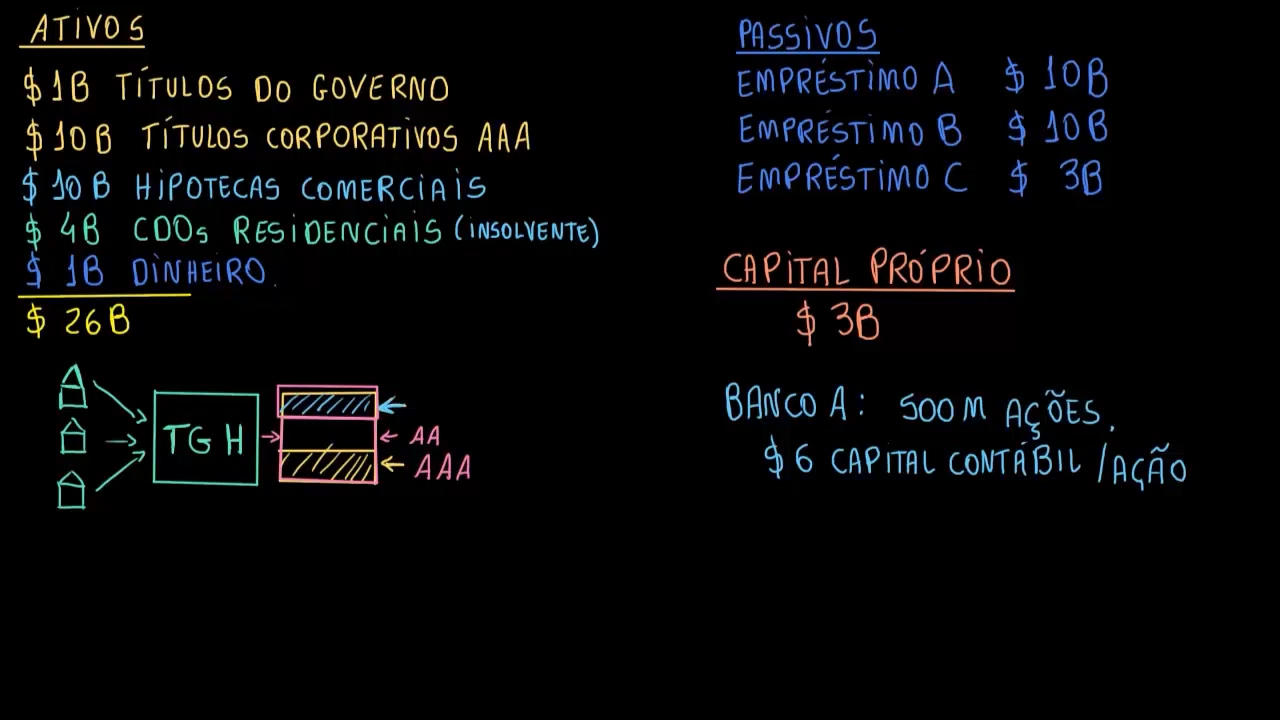 ATIVOS
$ 1B TÍTULOS DO GOVERNO
$ 10B TÍTULOS CORPORATIVOS AAA
$ 10B HIPOTECAS COMERCIAIS
$ 4B CDOs RESIDENCIAIS (INSOLVENTE)
$ 1B DINHEIRO.
$ 26B
TGH
AA
AAA
PASSIVOS
EMPRÉSTIMO A $ 10B
EMPRÉSTIMO B $ 10B
EMPRÉSTIMO C $ 3B
CAPITAL PRÓPRIO
$ 3B
BANCO A: 500M AÇÕES.
$ 6 CAPITAL CONTÁBIL /AÇÃO